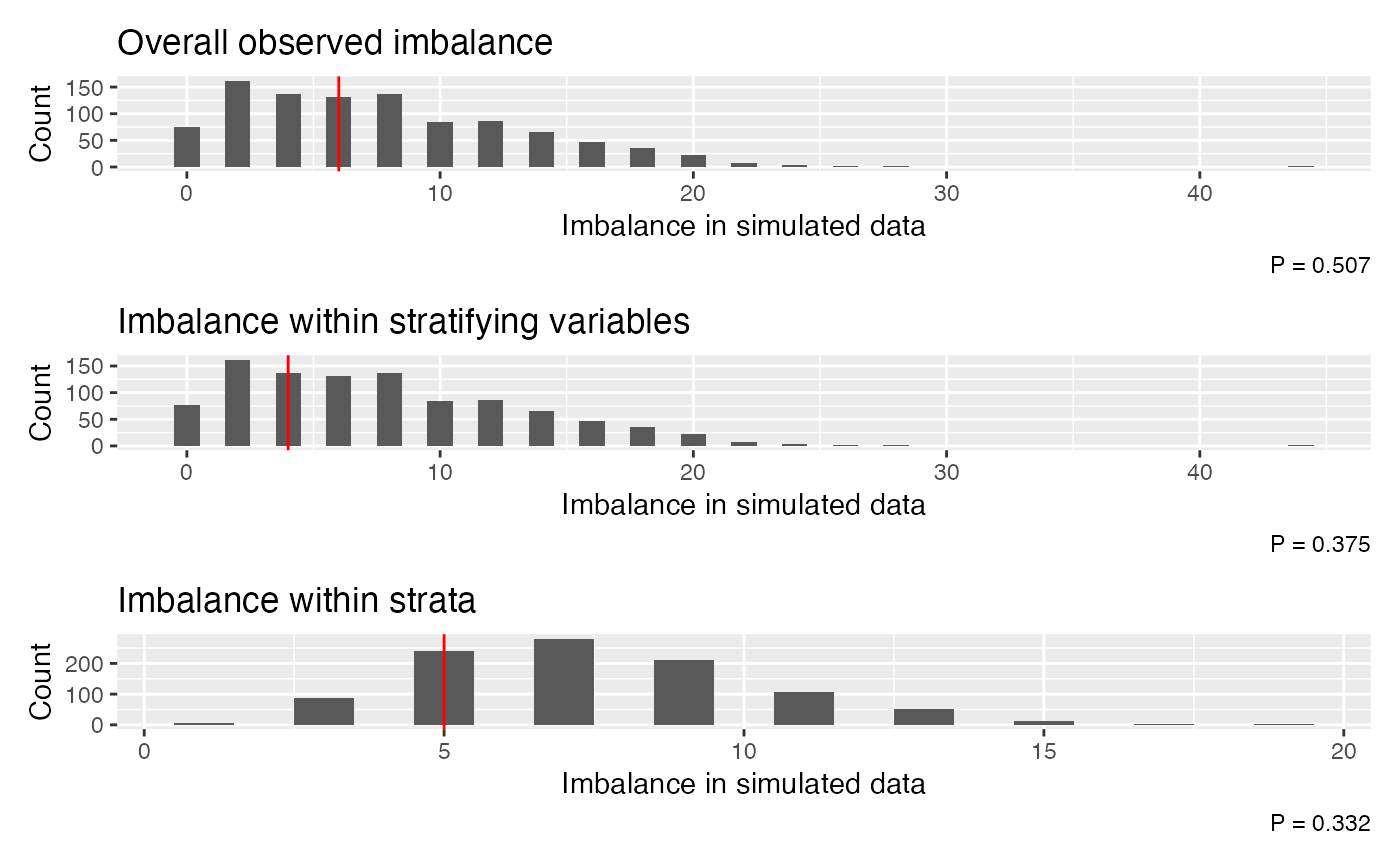 Overall observed imbalance
Count
150
100
50
0
0 10 20 30 40
Imbalance in simulated data
P = 0.507
Imbalance within stratifying variables
Count
150
100
50
0
0 10 20 30 40
Imbalance in simulated data
P = 0.375
Imbalance within strata
Count
200
100
0
0 5 10 15 20
Imbalance in simulated data
P = 0.332